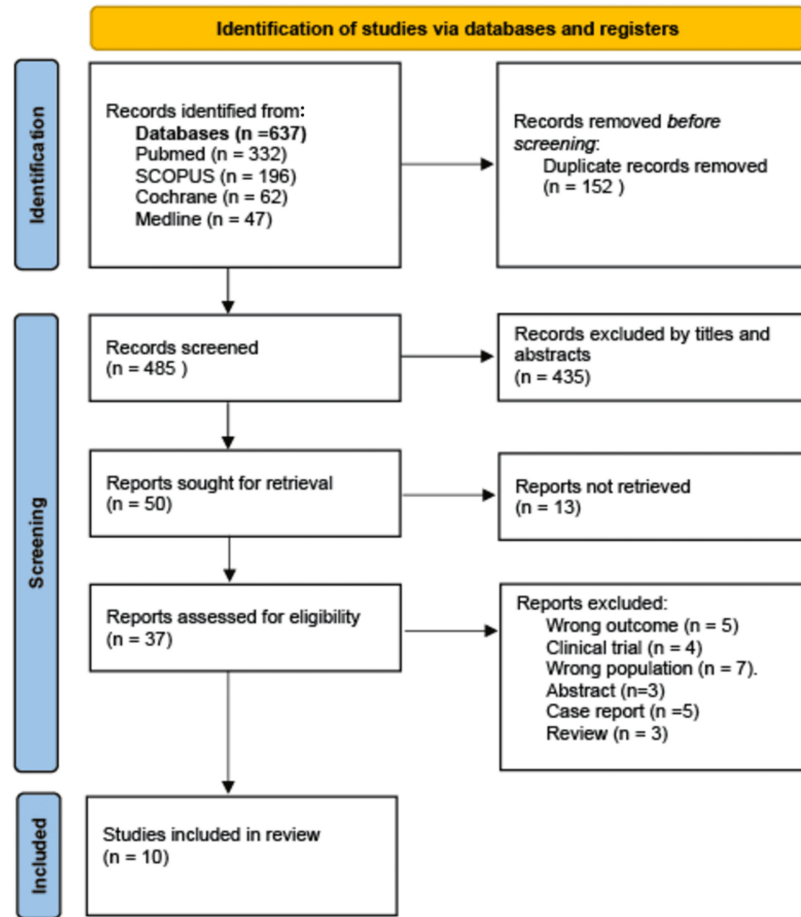 Identification of studies via databases and registers
Identification
Records identified from:
Databases (n =637)
Pubmed (n = 332)
SCOPUS (n = 196)
Cochrane (n = 62)
Medline (n = 47)
Records removed before
screening:
Duplicate records removed
(n = 152 )
Screening
Records screened
(n = 485 )
Records excluded by titles and
abstracts
(n = 435)
Reports sought for retrieval
(n = 50)
Reports not retrieved
(n = 13)
Reports assessed for eligibility
(n = 37)
Reports excluded:
Wrong outcome (n = 5)
Clinical trial (n = 4)
Wrong population (n = 7).
Abstract (n=3)
Case report (n =5)
Review (n = 3)
Included
Studies included in review
(n = 10)